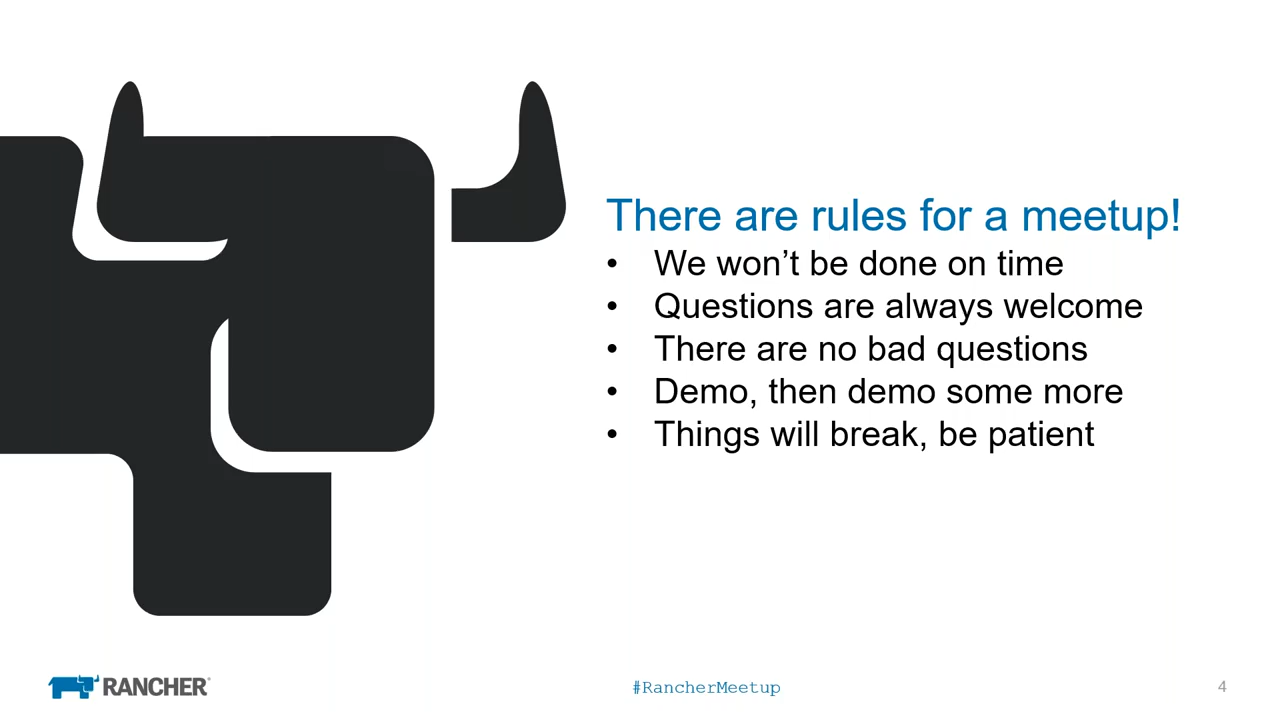 There are rules for a meetup!
• We won’t be done on time
• Questions are always welcome
• There are no bad questions
• Demo, then demo some more
• Things will break, be patient
RANCHER®
#RancherMeetup
4